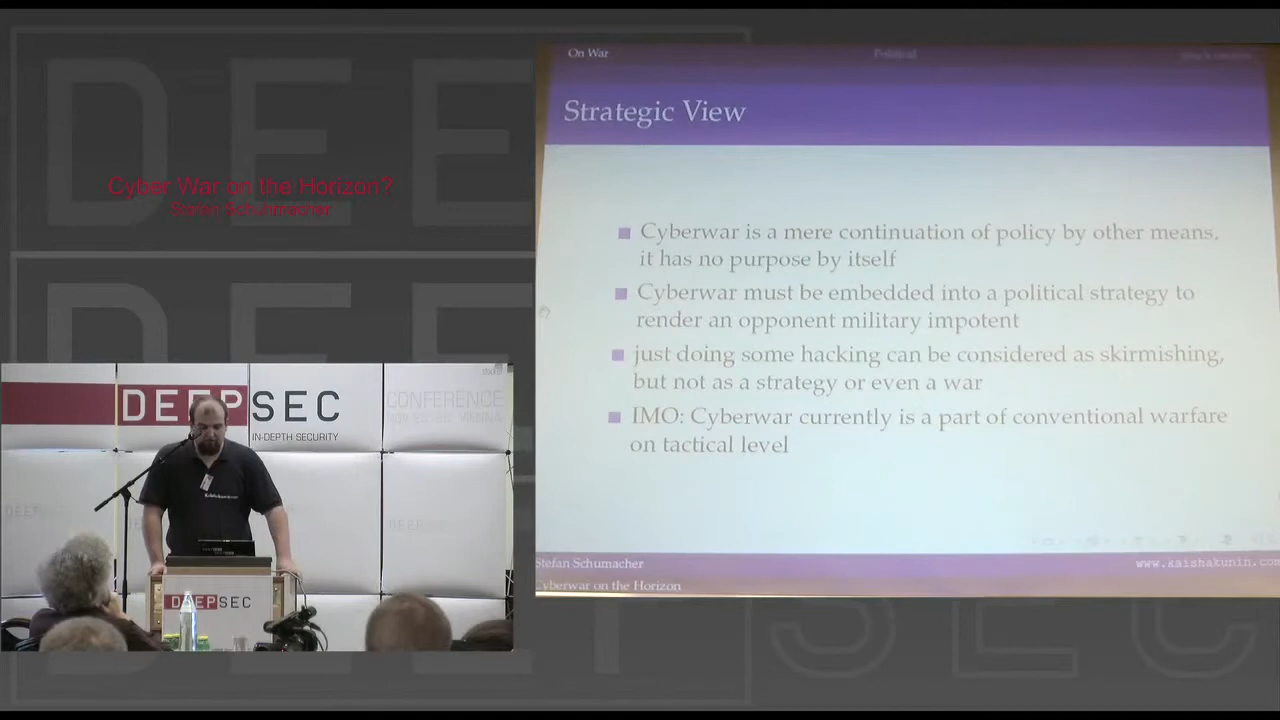 DEE
DEE
SEC
Cyber War on the Horizon?
Stefan Schumacher
On War
Political
Strategic View
Cyberwar is a mere continuation of policy by other means,
it has no purpose by itself
Cyberwar must be embedded into a political strategy to
render an opponent military impotent
just doing some hacking can be considered as skirmishing,
but not as a strategy or even a war
IMO: Cyberwar currently is a part of conventional warfare
on tactical level
Stefan Schumacher
www.kaishakunin.com
Cyberwar on the Horizon
DEEPSEC
CONFERENCE
IN-DEPTH SECURITY
DEEPSEC